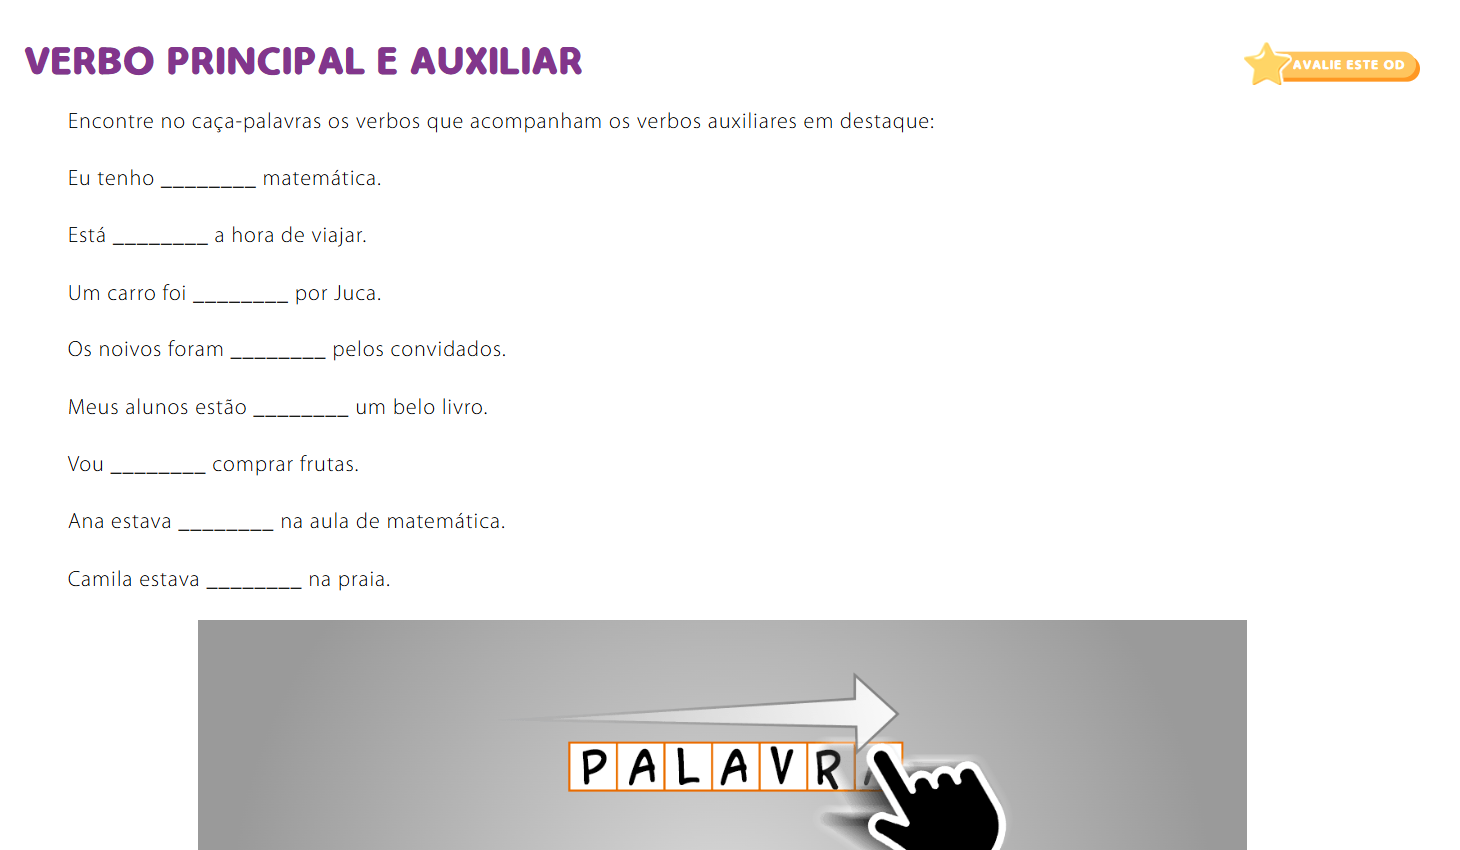 VERBO PRINCIPAL E AUXILIAR
AVALIE ESTE OD
Encontre no caça-palavras os verbos que acompanham os verbos auxiliares em destaque:
Eu tenho ________ matemática.
Está ________ a hora de viajar.
Um carro foi ________ por Juca.
Os noivos foram ________ pelos convidados.
Meus alunos estão ________ um belo livro.
Vou ________ comprar frutas.
Ana estava ________ na aula de matemática.
Camila estava ________ na praia.
PALAVRA